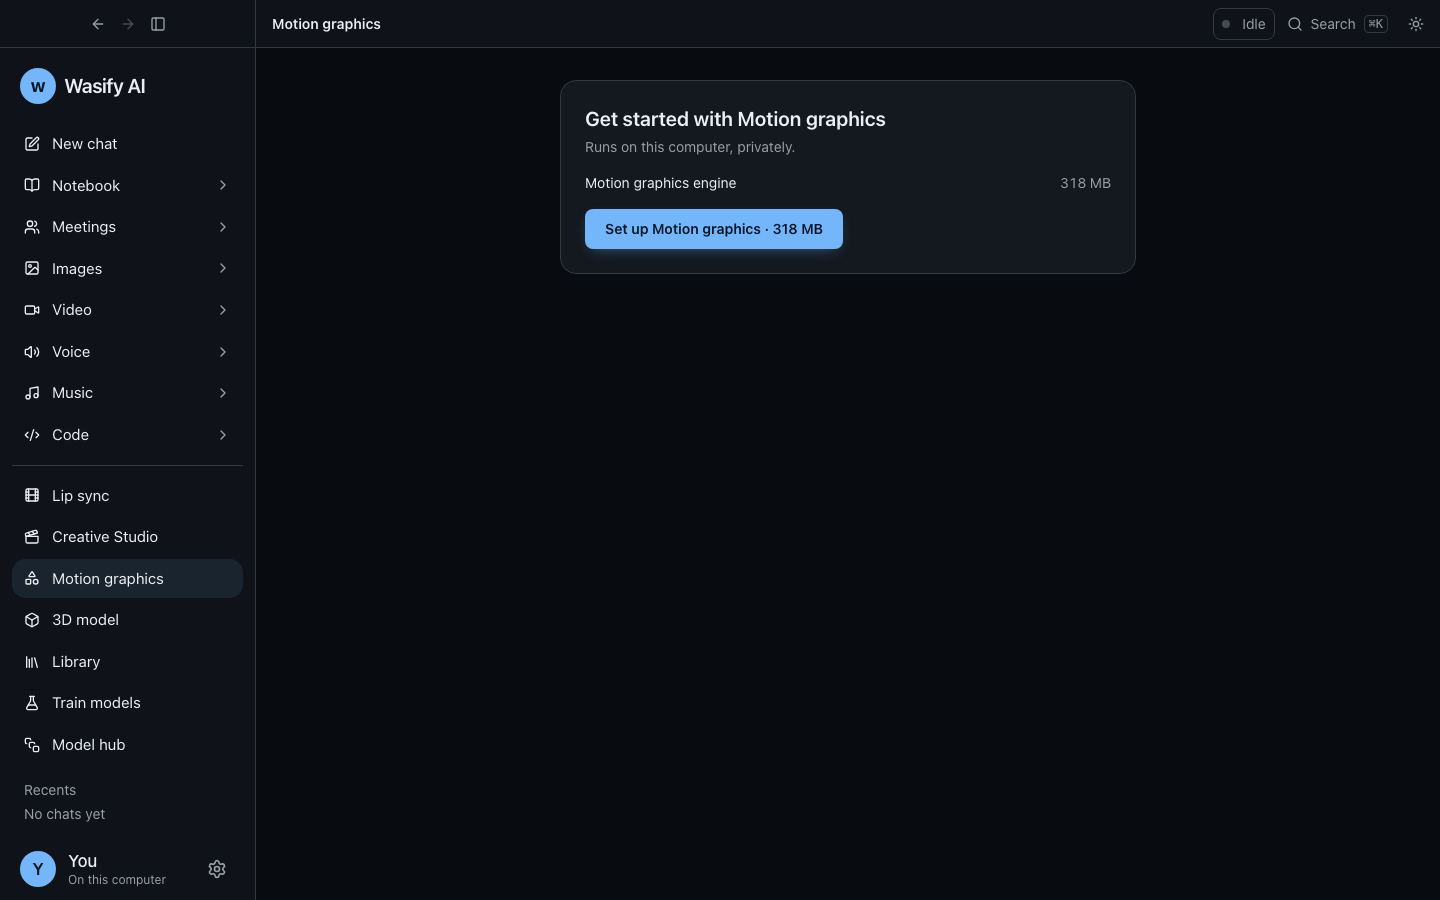 Motion graphics
Idle
Search ⌘K
w Wasify AI
New chat
Notebook
Meetings
Images
Video
Voice
Music
Code
Lip sync
Creative Studio
Motion graphics
3D model
Library
Train models
Model hub
Recents
No chats yet
Y You
On this computer
Get started with Motion graphics
Runs on this computer, privately.
Motion graphics engine 318 MB
Set up Motion graphics · 318 MB